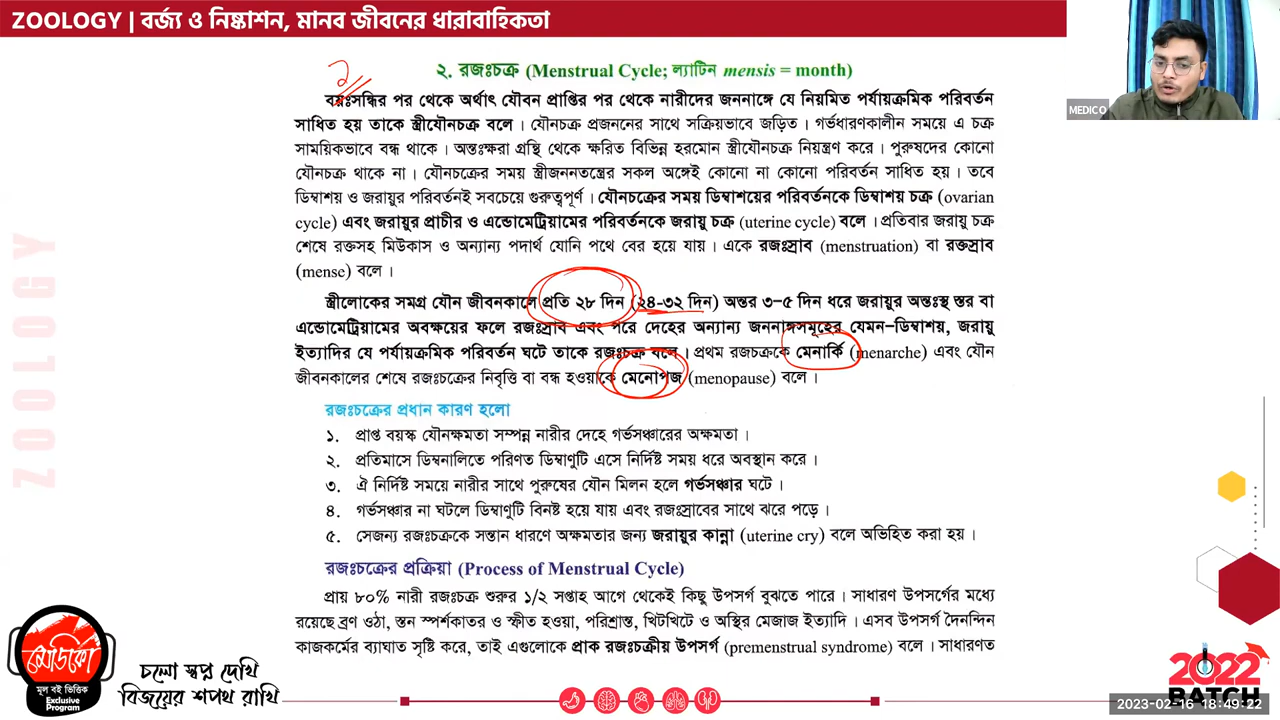 ZOOLOGY | বর্জ্য ও নিষ্কাশন, মানব জীবনের ধারাবাহিকতা
MEDICO
২. রজঃচক্র (Menstrual Cycle; ল্যাটিন mensis = month)
বয়ঃসন্ধির পর থেকে অর্থাৎ যৌবন প্রাপ্তির পর থেকে নারীদের জননাঙ্গে যে নিয়মিত পর্যায়ক্রমিক পরিবর্তন
সাধিত হয় তাকে স্ত্রীযৌনচক্র বলে। যৌনচক্র প্রজননের সাথে সক্রিয়ভাবে জড়িত। গর্ভধারণকালীন সময়ে এ চক্র
সাময়িকভাবে বন্ধ থাকে। অন্তঃক্ষরা গ্রন্থি থেকে ক্ষরিত বিভিন্ন হরমোন স্ত্রীযৌনচক্র নিয়ন্ত্রণ করে। পুরুষদের কোনো
যৌনচক্র থাকে না। যৌনচক্রের সময় স্ত্রীজননতন্ত্রের সকল অঙ্গেই কোনো না কোনো পরিবর্তন সাধিত হয়। তবে
ডিম্বাশয় ও জরায়ুর পরিবর্তনই সবচেয়ে গুরুত্বপূর্ণ। যৌনচক্রের সময় ডিম্বাশয়ের পরিবর্তনকে ডিম্বাশয় চক্র (ovarian
cycle) এবং জরায়ুর প্রাচীর ও এন্ডোমেট্রিয়ামের পরিবর্তনকে জরায়ু চক্র (uterine cycle) বলে। প্রতিবার জরায়ু চক্র
শেষে রক্তসহ মিউকাস ও অন্যান্য পদার্থ যোনি পথে বের হয়ে যায়। একে রজঃস্রাব (menstruation) বা রক্তস্রাব
(mense) বলে।
স্ত্রীলোকের সমগ্র যৌন জীবনকালে প্রতি ২৮ দিন (২৪-৩২ দিন) অন্তর ৩-৫ দিন ধরে জরায়ুর অন্তঃস্থ স্তর বা
এন্ডোমেট্রিয়ামের অবক্ষয়ের ফলে রজঃস্রাব এবং পরে দেহের অন্যান্য জননাঙ্গসমূহের যেমন-ডিম্বাশয়, জরায়ু
ইত্যাদির যে পর্যায়ক্রমিক পরিবর্তন ঘটে তাকে রজঃচক্র বলে। প্রথম রজঃচক্রকে মেনার্কি (menarche) এবং যৌন
জীবনকালের শেষে রজঃচক্রের নিবৃত্তি বা বন্ধ হওয়াকে মেনোপজ (menopause) বলে।
রজঃচক্রের প্রধান কারণ হলো
১. প্রাপ্ত বয়স্ক যৌনক্ষমতা সম্পন্ন নারীর দেহে গর্ভসঞ্চারের অক্ষমতা।
২. প্রতিমাসে ডিম্বনালিতে পরিণত ডিম্বাণুটি এসে নির্দিষ্ট সময় ধরে অবস্থান করে।
৩. ঐ নির্দিষ্ট সময়ে নারীর সাথে পুরুষের যৌন মিলন হলে গর্ভসঞ্চার ঘটে।
৪. গর্ভসঞ্চার না ঘটলে ডিম্বাণুটি বিনষ্ট হয়ে যায় এবং রজঃস্রাবের সাথে ঝরে পড়ে।
৫. সেজন্য রজঃচক্রকে সন্তান ধারণে অক্ষমতার জন্য জরায়ুর কান্না (uterine cry) বলে অভিহিত করা হয়।
রজঃচক্রের প্রক্রিয়া (Process of Menstrual Cycle)
প্রায় ৮০% নারী রজঃচক্র শুরুর ১/২ সপ্তাহ আগে থেকেই কিছু উপসর্গ বুঝতে পারে। সাধারণ উপসর্গের মধ্যে
রয়েছে ব্রণ ওঠা, স্তন স্পর্শকাতর ও স্ফীত হওয়া, পরিশ্রান্ত, খিটখিটে ও অস্থির মেজাজ ইত্যাদি। এসব উপসর্গ দৈনন্দিন
কাজকর্মের ব্যাঘাত সৃষ্টি করে, তাই এগুলোকে প্রাক রজঃচক্রীয় উপসর্গ (premenstrual syndrome) বলে। সাধারণত
ZOOLOGY
মেডিকো
মূল বই ভিত্তিক
Exclusive
Program
চলো স্বপ্ন দেখি
বিজয়ের শপথ রাখি
2022
BATCH
2023-02-16 18:49:22